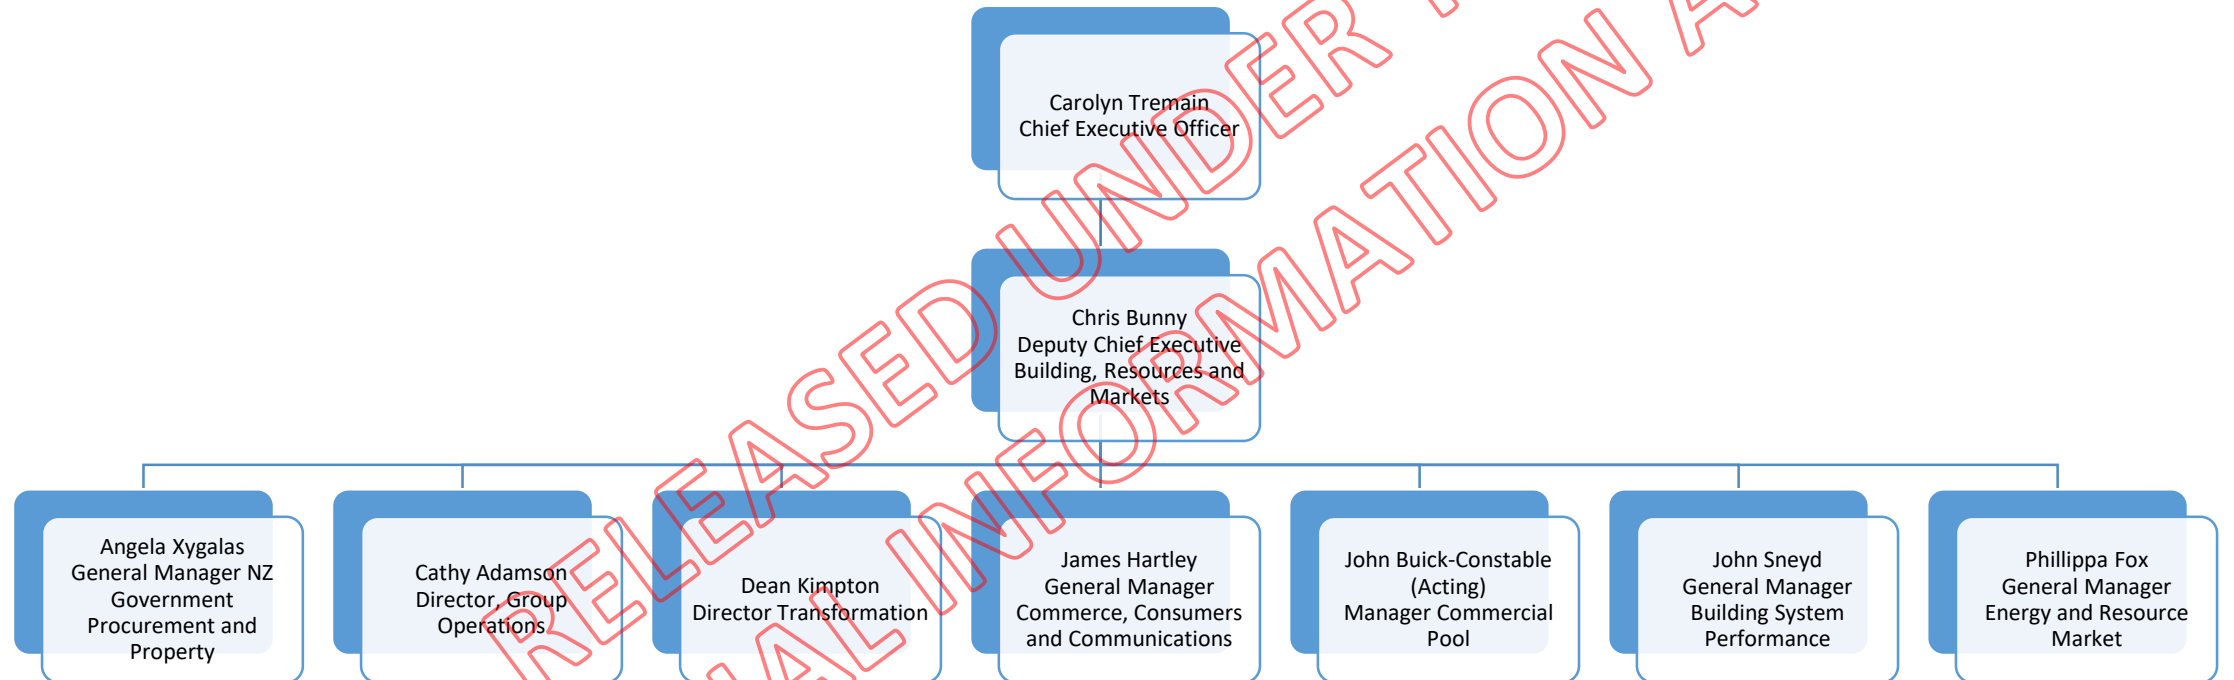 Carolyn Tremain
Chief Executive Officer
Chris Bunny
Deputy Chief Executive
Building, Resources and
Markets
Angela Xygalas
General Manager NZ
Government
Procurement and
Property
Cathy Adamson
Director, Group
Operations
Dean Kimpton
Director Transformation
James Hartley
General Manager
Commerce, Consumers
and Communications
John Buick-Constable
(Acting)
Manager Commercial
Pool
John Sneyd
General Manager
Building System
Performance
Phillippa Fox
General Manager
Energy and Resource
Market
RELEASED UNDER
INFORMATION